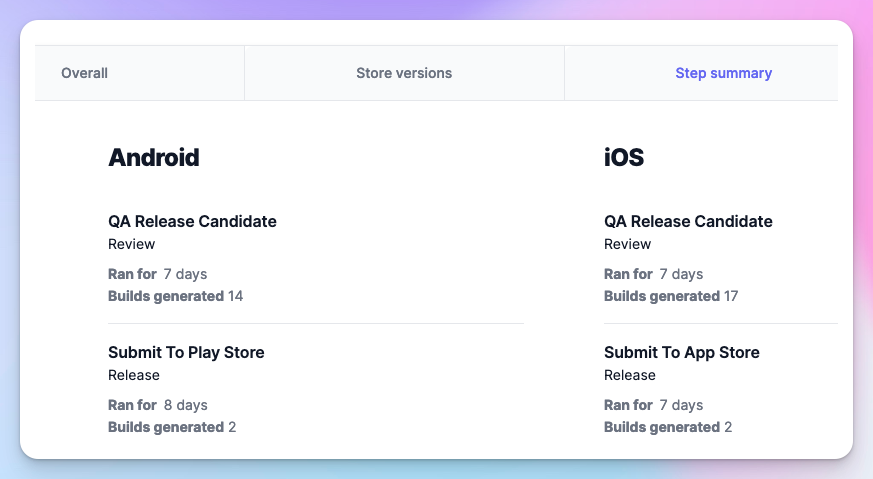 Overall
Store versions
Step summary
Android
QA Release Candidate
Review
Ran for 7 days
Builds generated 14
Submit To Play Store
Release
Ran for 8 days
Builds generated 2
iOS
QA Release Candidate
Review
Ran for 7 days
Builds generated 17
Submit To App Store
Release
Ran for 7 days
Builds generated 2